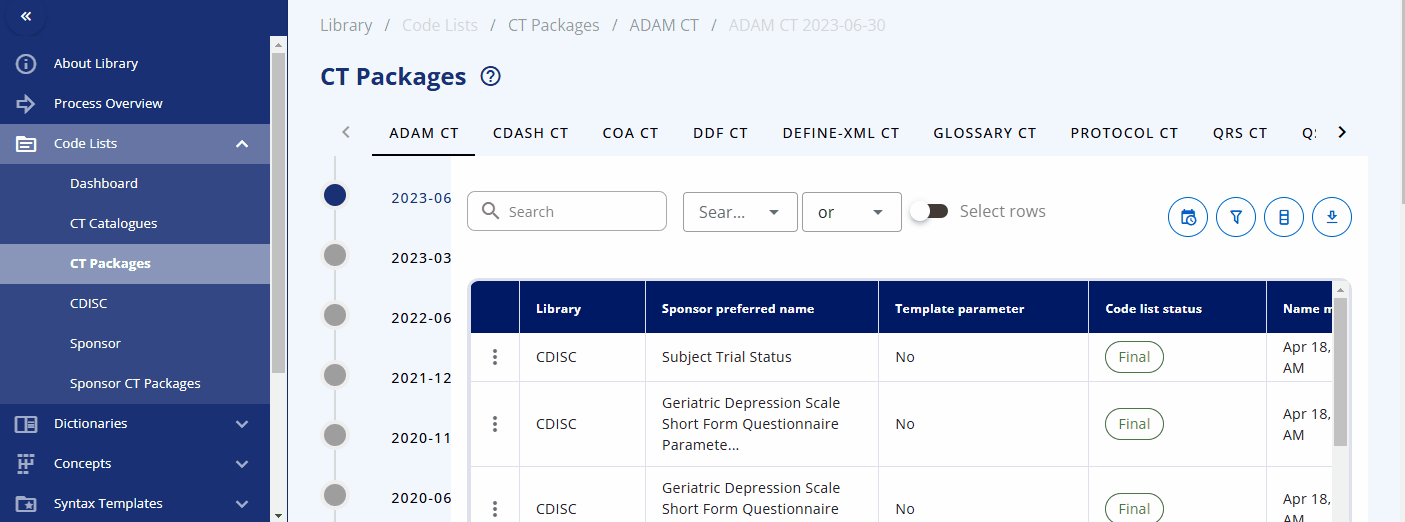 «
Library / Code Lists / CT Packages / ADAM CT / ADAM CT 2023-06-30
About Library
Process Overview
Code Lists
Dashboard
CT Catalogues
CT Packages
CDISC
Sponsor
Sponsor CT Packages
Dictionaries
Concepts
Syntax Templates
CT Packages ?
ADAM CT CDASH CT COA CT DDF CT DEFINE-XML CT GLOSSARY CT PROTOCOL CT QRS CT
2023-06
2023-03
2022-06
2021-12
2020-11
2020-06
Search Sear... or Select rows
Library Sponsor preferred name Template parameter Code list status Name m
CDISC Subject Trial Status No Final Apr 18,
AM
CDISC Geriatric Depression Scale
Short Form Questionnaire
Paramete... No Final Apr 18,
AM
CDISC Geriatric Depression Scale
Short Form Questionnaire No Final Apr 18,
AM